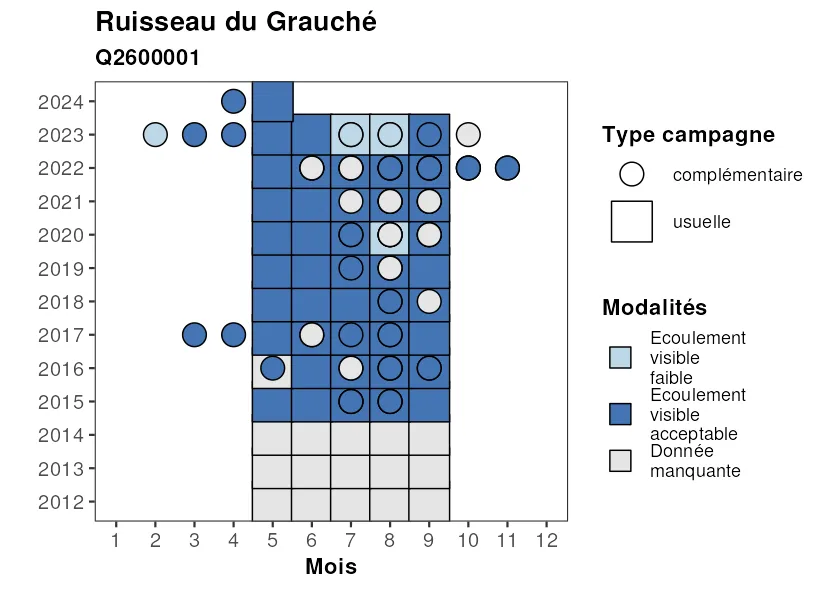 Ruisseau du Grauché
Q2600001
2024
2023
2022
2021
2020
2019
2018
2017
2016
2015
2014
2013
2012
1 2 3 4 5 6 7 8 9 10 11 12
Mois
Type campagne
complémentaire
usuelle
Modalités
Ecoulement
visible
faible
Ecoulement
visible
acceptable
Donnée
manquante